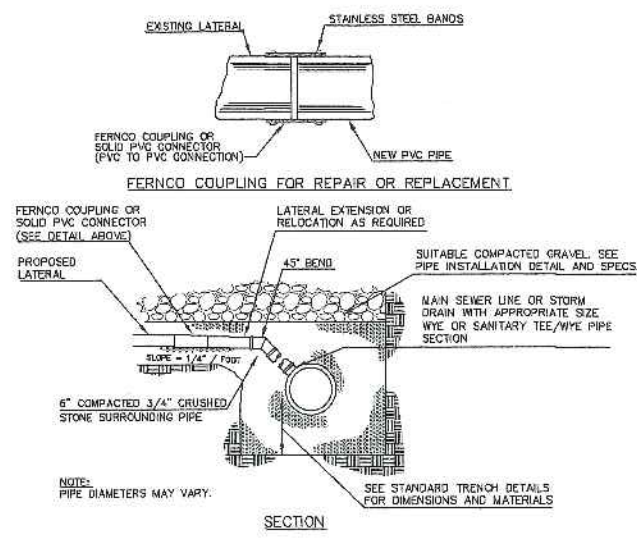 EXISTING LATERAL
STAINLESS STEEL BANDS
FERNCO COUPLING OR
SOLID PVC CONNECTOR
(PVC TO PVC CONNECTION)
NEW PVC PIPE
FERNCO COUPLING FOR REPAIR OR REPLACEMENT
FERNCO COUPLING OR
SOLID PVC CONNECTOR
(SEE DETAIL ABOVE)
LATERAL EXTENSION OR
RELOCATION AS REQUIRED
PROPOSED
LATERAL
45° BEND
SUITABLE COMPACTED GRAVEL. SEE
PIPE INSTALLATION DETAIL AND SPECS.
MAIN SEWER LINE OR STORM
DRAIN WITH APPROPRIATE SIZE
WYE OR SANITARY TEE/WYE PIPE
SECTION
SLOPE = 1/4" / FOOT
6" COMPACTED 3/4" CRUSHED
STONE SURROUNDING PIPE
NOTE:
PIPE DIAMETERS MAY VARY.
SEE STANDARD TRENCH DETAILS
FOR DIMENSIONS AND MATERIALS
SECTION